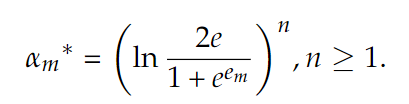 α_m* = (ln 2e / (1 + e^{e_m}))^n, n ≥ 1.